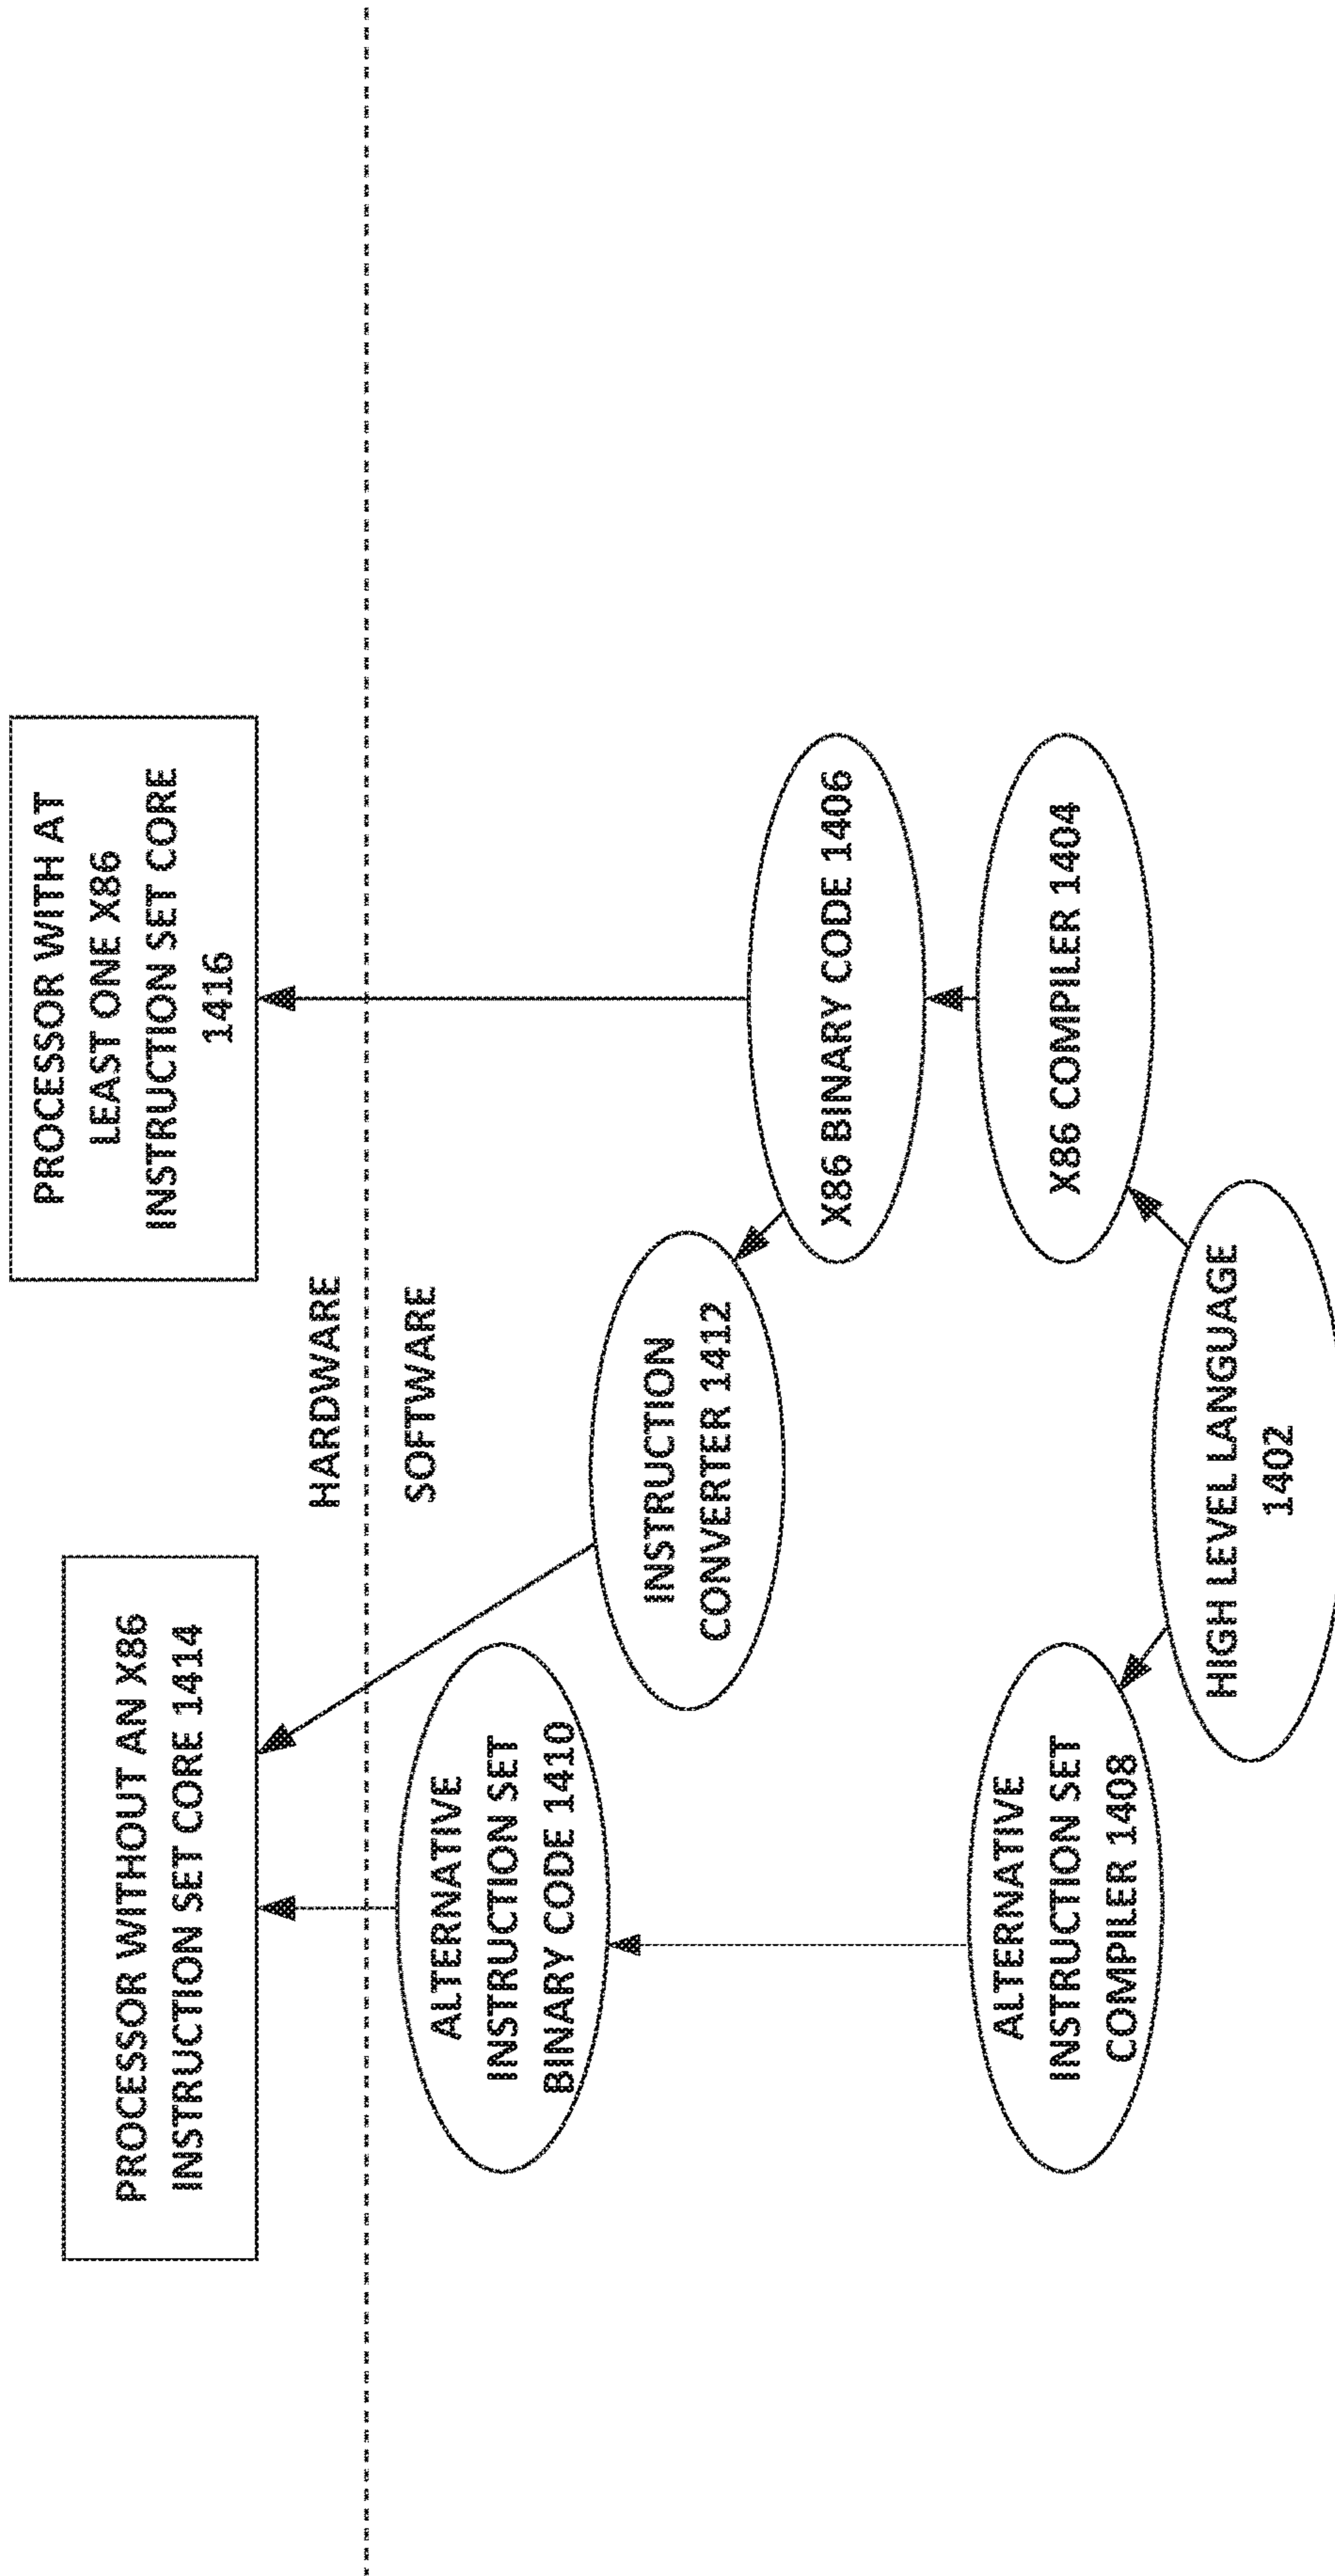 PROCESSOR WITHOUT AN X86
INSTRUCTION SET CORE 1414
PROCESSOR WITH AT
LEAST ONE X86
INSTRUCTION SET CORE
1416
HARDWARE
SOFTWARE
ALTERNATIVE
INSTRUCTION SET
BINARY CODE 1410
INSTRUCTION
CONVERTER 1412
X86 BINARY CODE 1406
ALTERNATIVE
INSTRUCTION SET
COMPILER 1408
X86 COMPILER 1404
HIGH LEVEL LANGUAGE
1402